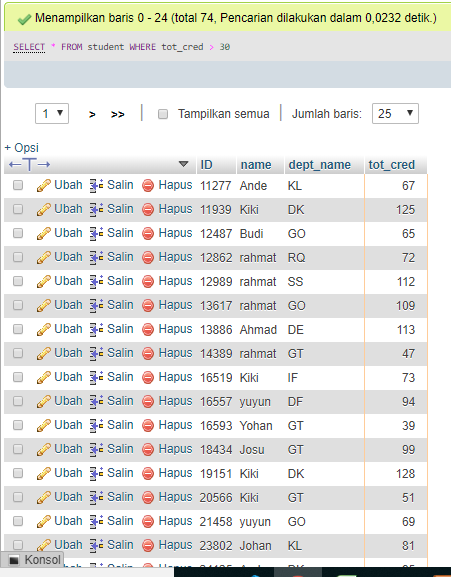 Menampilkan baris 0 - 24 (total 74, Pencarian dilakukan dalam 0,0232 detik.)
SELECT * FROM student WHERE tot_cred > 30
1 > >> | Tampilkan semua | Jumlah baris: 25
+ Opsi
←T→ ID name dept_name tot_cred
Ubah Salin Hapus 11277 Ande KL 67
Ubah Salin Hapus 11939 Kiki DK 125
Ubah Salin Hapus 12487 Budi GO 65
Ubah Salin Hapus 12862 rahmat RQ 72
Ubah Salin Hapus 12989 rahmat SS 112
Ubah Salin Hapus 13617 rahmat GO 109
Ubah Salin Hapus 13886 Ahmad DE 113
Ubah Salin Hapus 14389 rahmat GT 47
Ubah Salin Hapus 16519 Kiki IF 73
Ubah Salin Hapus 16557 yuyun DF 94
Ubah Salin Hapus 16593 Yohan GT 39
Ubah Salin Hapus 18434 Josu GT 99
Ubah Salin Hapus 19151 Kiki DK 128
Ubah Salin Hapus 20566 Kiki GT 51
Ubah Salin Hapus 21458 yuyun GO 69
Ubah Salin Hapus 23802 Johan KL 81
Konsol